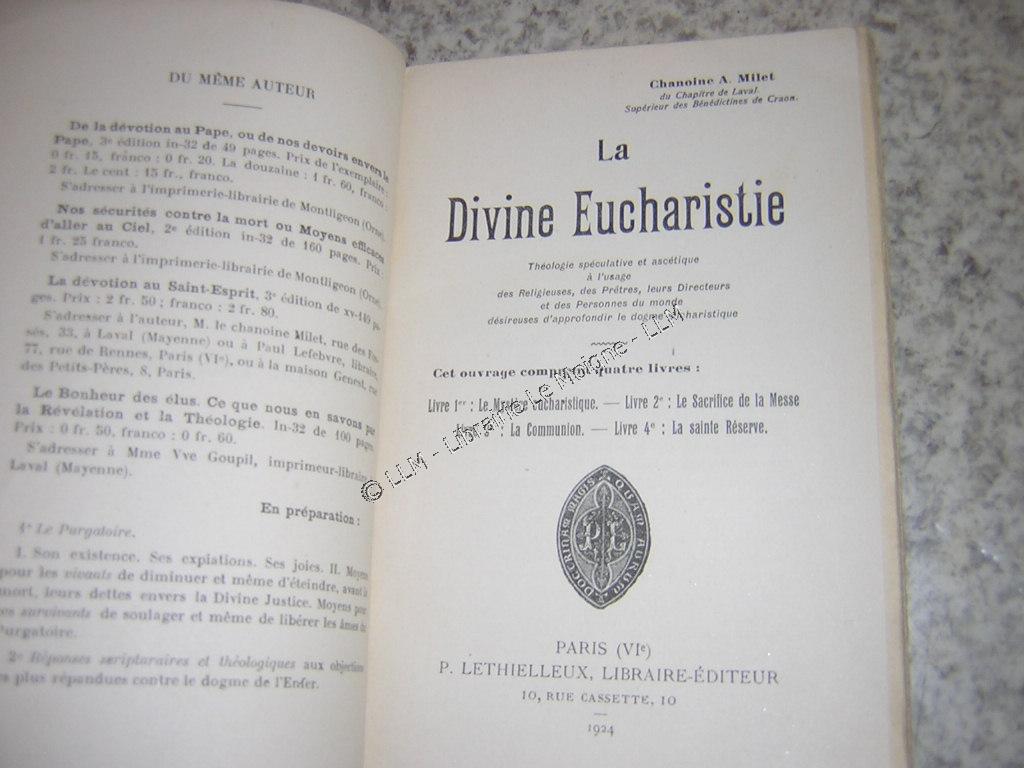 DU MÊME AUTEUR
De la dévotion au Pape, ou de nos devoirs envers le
Pape, 3e édition in-32 de 49 pages. Prix de l'exemplaire :
0 fr. 15, franco : 0 fr. 20. La douzaine : 1 fr. 60, franco :
2 fr. Le cent : 15 fr., franco.
S'adresser à l'imprimerie-librairie de Montligeon (Orne).
Nos sécurités contre la mort ou Moyens efficaces
d'aller au Ciel, 2e édition in-32 de 160 pages. Prix :
1 fr. 25 franco.
S'adresser à l'imprimerie-librairie de Montligeon (Orne).
La dévotion au Saint-Esprit, 3e édition de xv-140 pa-
ges. Prix : 2 fr. 50 ; franco : 2 fr. 80.
S'adresser à l'auteur, M. le chanoine Milet, rue des Fos-
sés, 33, à Laval (Mayenne) ou à Paul Lefebvre, libraire,
77, rue de Rennes, Paris (VIe), ou à la maison Genest, rue
des Petits-Pères, 8, Paris.
Le Bonheur des élus. Ce que nous en savons par
la Révélation et la Théologie. In-32 de 100 pages.
Prix : 0 fr. 50, franco : 0 fr. 60.
S'adresser à Mme Vve Goupil, imprimeur-libraire
Laval (Mayenne).
En préparation :
1° Le Purgatoire.
I. Son existence. Ses expiations. Ses joies. II. Moyens
pour les vivants de diminuer et même d'éteindre, avant la
mort, leurs dettes envers la Divine Justice. Moyens pour
les survivants de soulager et même de libérer les âmes du
Purgatoire.
2° Réponses scripturaires et théologiques aux objections
les plus répandues contre le dogme de l'Enfer.
Chanoine A. Milet
du Chapitre de Laval.
Supérieur des Bénédictines de Craon.
La
Divine Eucharistie
Théologie spéculative et ascétique
à l'usage
des Religieuses, des Prêtres, leurs Directeurs
et des Personnes du monde
désireuses d'approfondir le dogme eucharistique
Cet ouvrage comprend quatre livres :
Livre 1er : Le Mystère eucharistique. — Livre 2e : Le Sacrifice de la Messe
Livre 3e : La Communion. — Livre 4e : La sainte Réserve.
DOCTRINAM MAGIS QUAM AURUM
PL
PARIS (VIe)
P. LETHIELLEUX, LIBRAIRE-ÉDITEUR
10, RUE CASSETTE, 10
1924
© LLM - Librairie Le Moigne - LLM